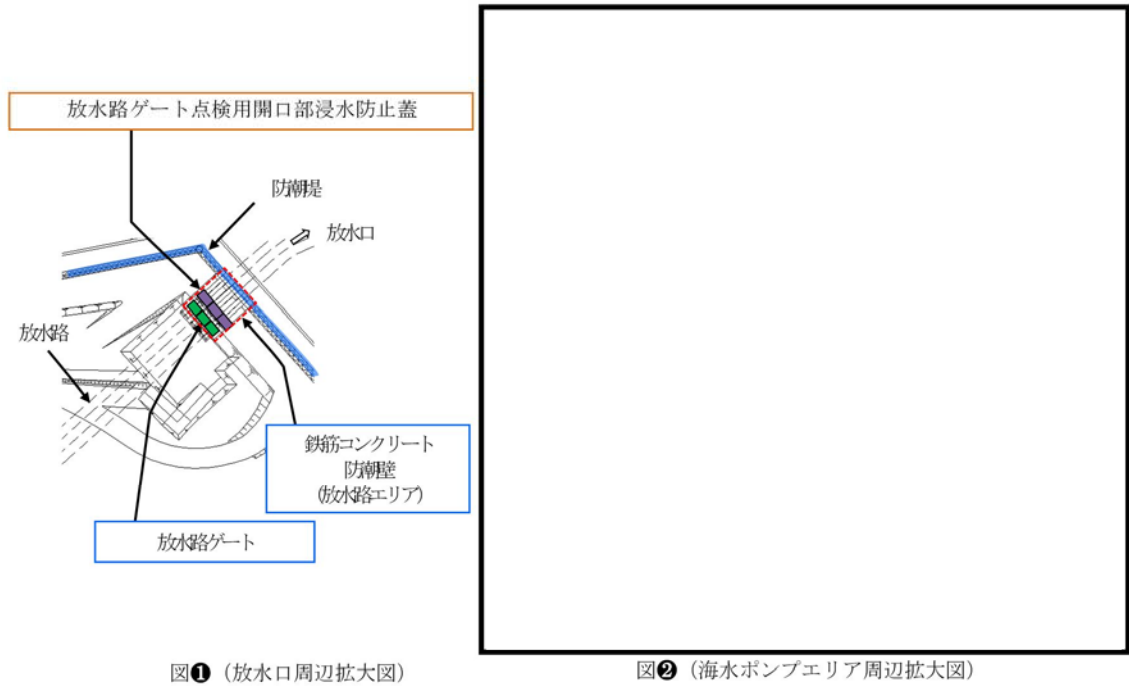 放水路ゲート点検用開口部浸水防止蓋
防潮堤
放水口
放水路
鉄筋コンクリート
防潮壁
(放水路エリア)
放水路ゲート
図❶（放水口周辺拡大図）
図❷（海水ポンプエリア周辺拡大図）